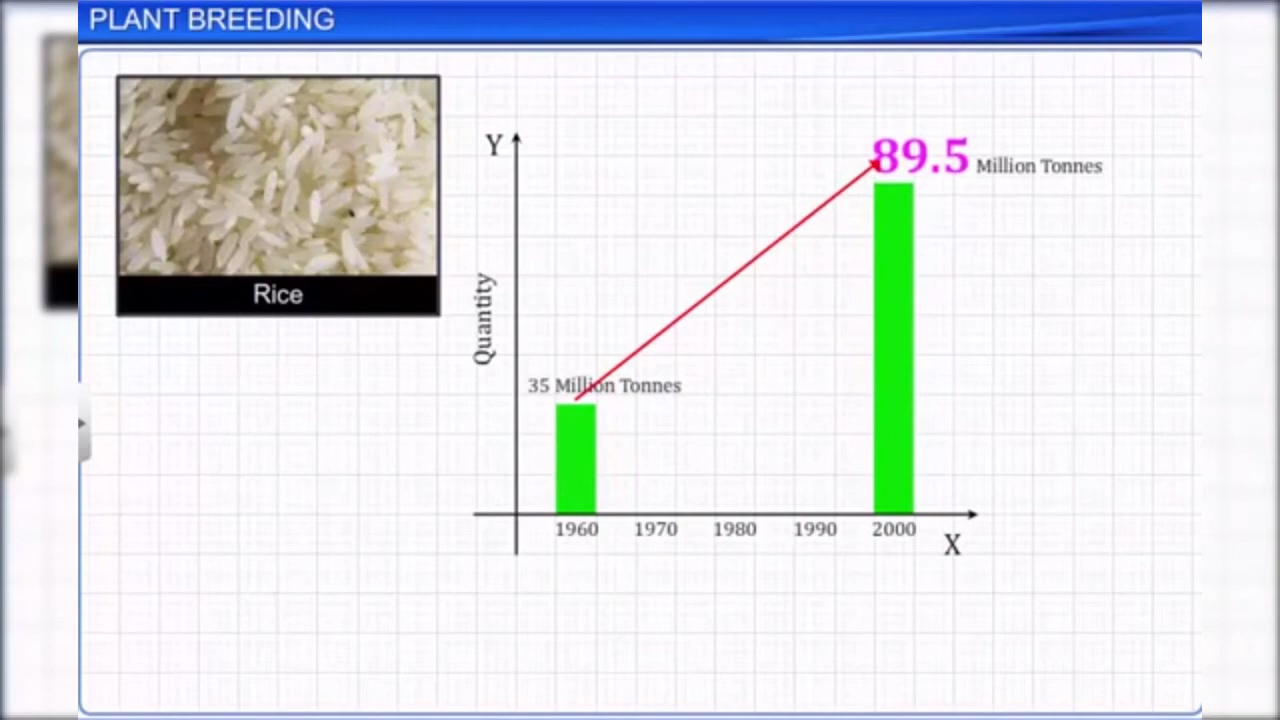 PLANT BREEDING
Rice
Y
89.5 Million Tonnes
Quantity
35 Million Tonnes
1960 1970 1980 1990 2000
X